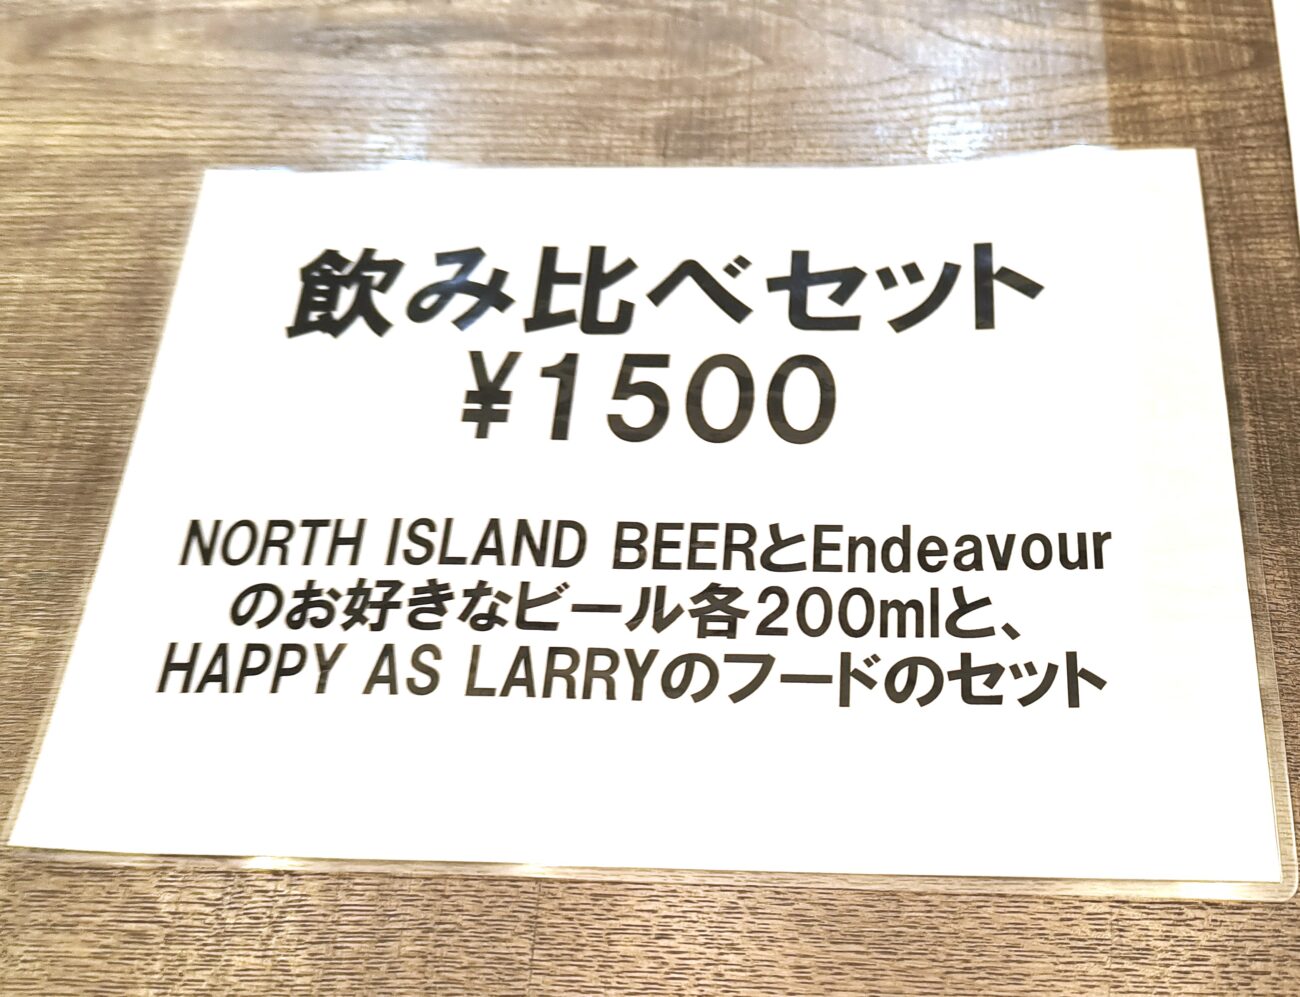 飲み比べセット
¥1500
NORTH ISLAND BEERとEndeavour
のお好きなビール各200mlと、
HAPPY AS LARRYのフードのセット